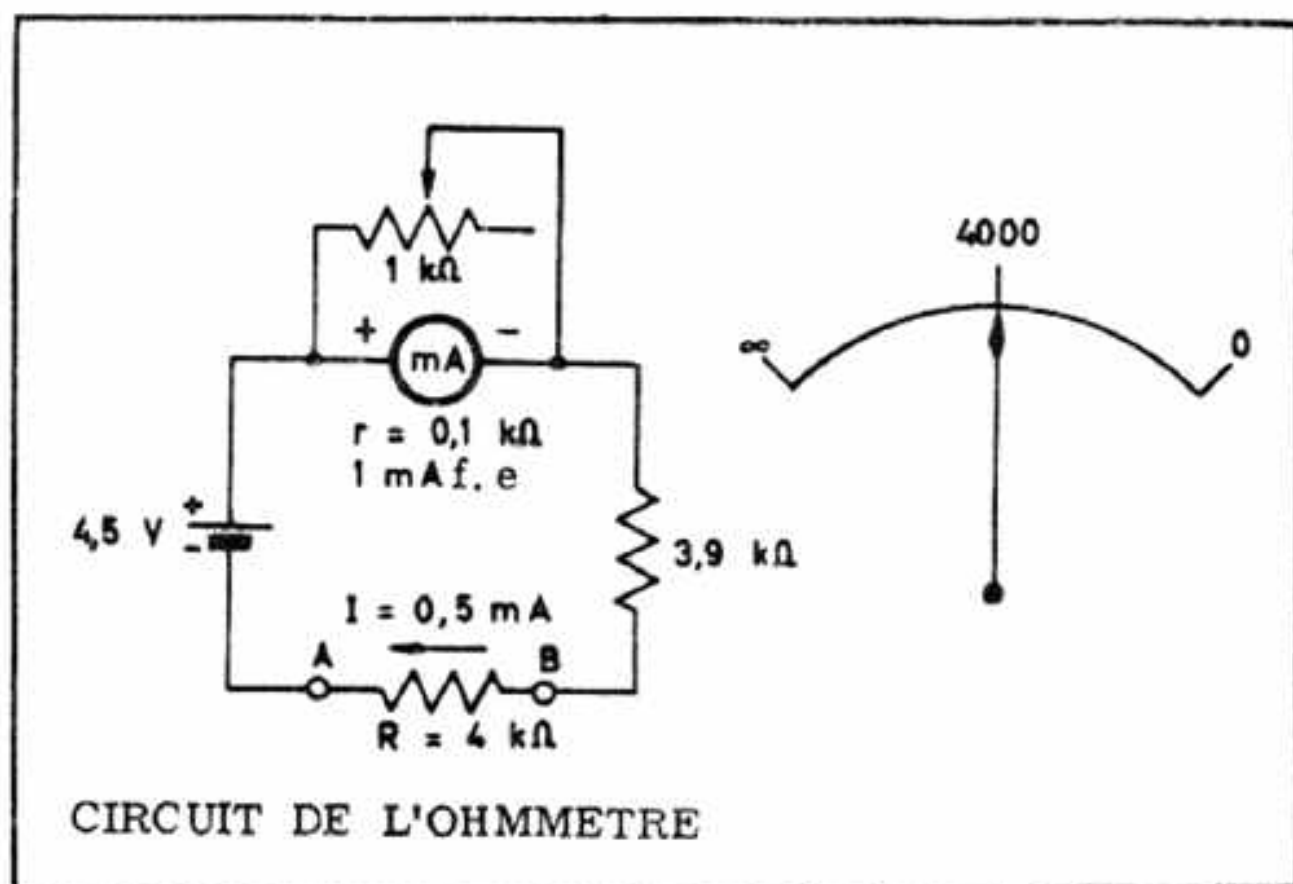 4000
1 kΩ
+ -
mA
∞ 0
r = 0,1 kΩ
1 mA f. e
4,5 V + -
3,9 kΩ
I = 0,5 mA
A B
R = 4 kΩ
CIRCUIT DE L'OHMMETRE